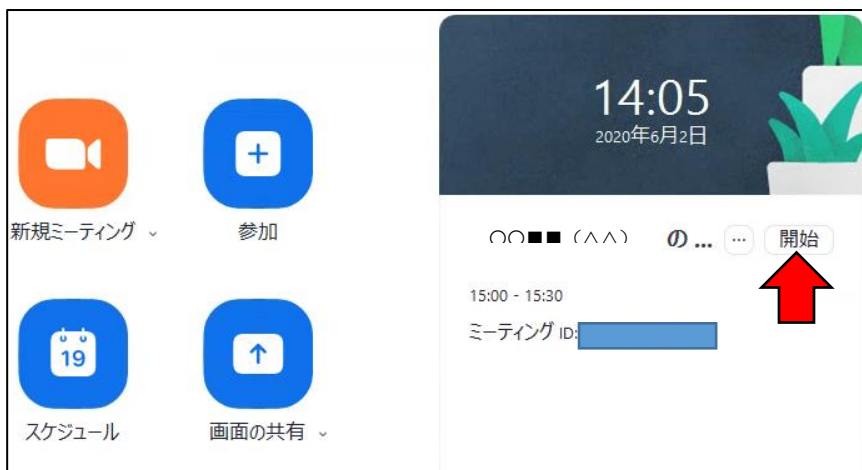 14:05
2020年6月2日
新規ミーティング
参加
〇〇■■（^^） の ... ... 開始
15:00 - 15:30
ミーティング ID:
19
スケジュール
画面の共有